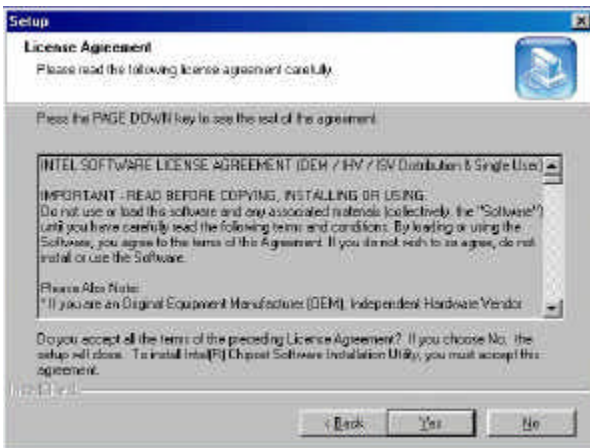 Setup
License Agreement
Please read the following license agreement carefully.
Press the PAGE DOWN key to see the rest of the agreement.
INTEL SOFTWARE LICENSE AGREEMENT (OEM / IHV / ISV Distribution & Single User)
IMPORTANT - READ BEFORE COPYING, INSTALLING OR USING.
Do not use or load this software and any associated materials (collectively, the "Software")
until you have carefully read the following terms and conditions. By loading or using the
Software, you agree to the terms of this Agreement. If you do not wish to so agree, do not
install or use the Software.
Please Also Note:
* If you are an Original Equipment Manufacturer (OEM), Independent Hardware Vendor
Do you accept all the terms of the preceding License Agreement? If you choose No, the
setup will close. To install Intel(R) Chipset Software Installation Utility, you must accept this
agreement.
InstallShield
< Back
Yes
No